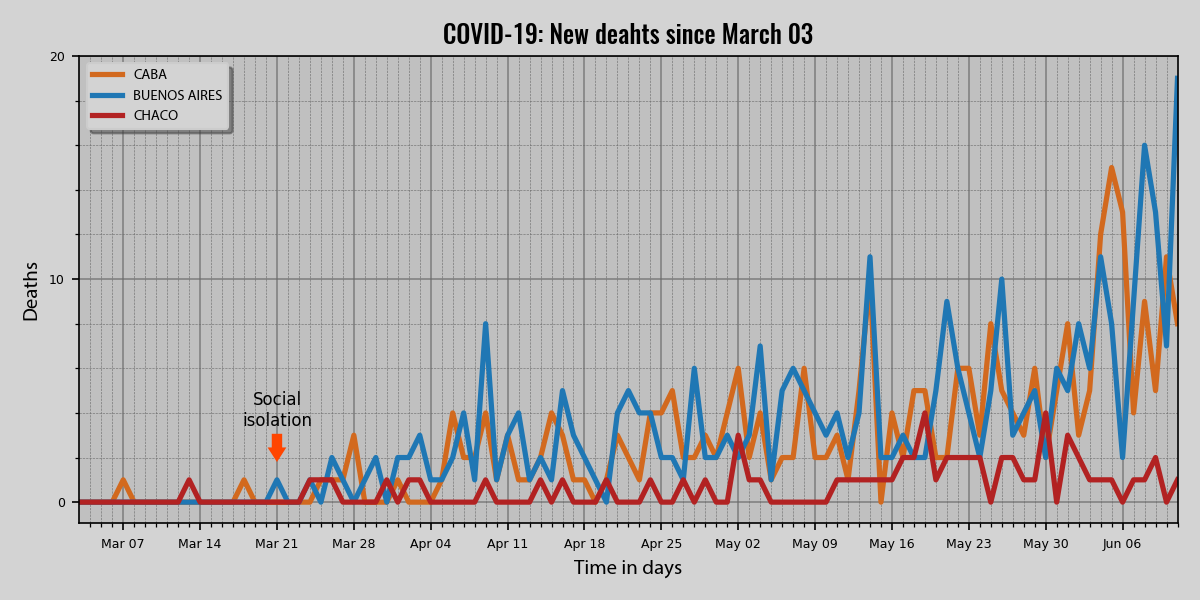 COVID-19: New deahts since March 03
CABA
BUENOS AIRES
CHACO
20
10
0
Deaths
Social
isolation
Mar 07 Mar 14 Mar 21 Mar 28 Apr 04 Apr 11 Apr 18 Apr 25 May 02 May 09 May 16 May 23 May 30 Jun 06
Time in days